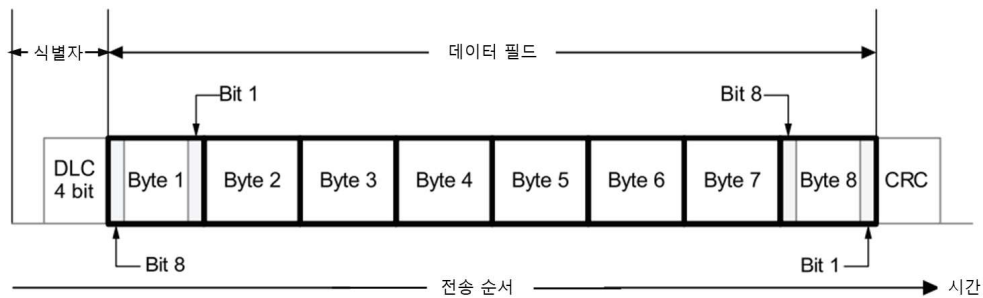 식별자
데이터 필드
Bit 1
Bit 8
DLC
4 bit
Byte 1
Byte 2
Byte 3
Byte 4
Byte 5
Byte 6
Byte 7
Byte 8
CRC
Bit 8
Bit 1
전송 순서
시간